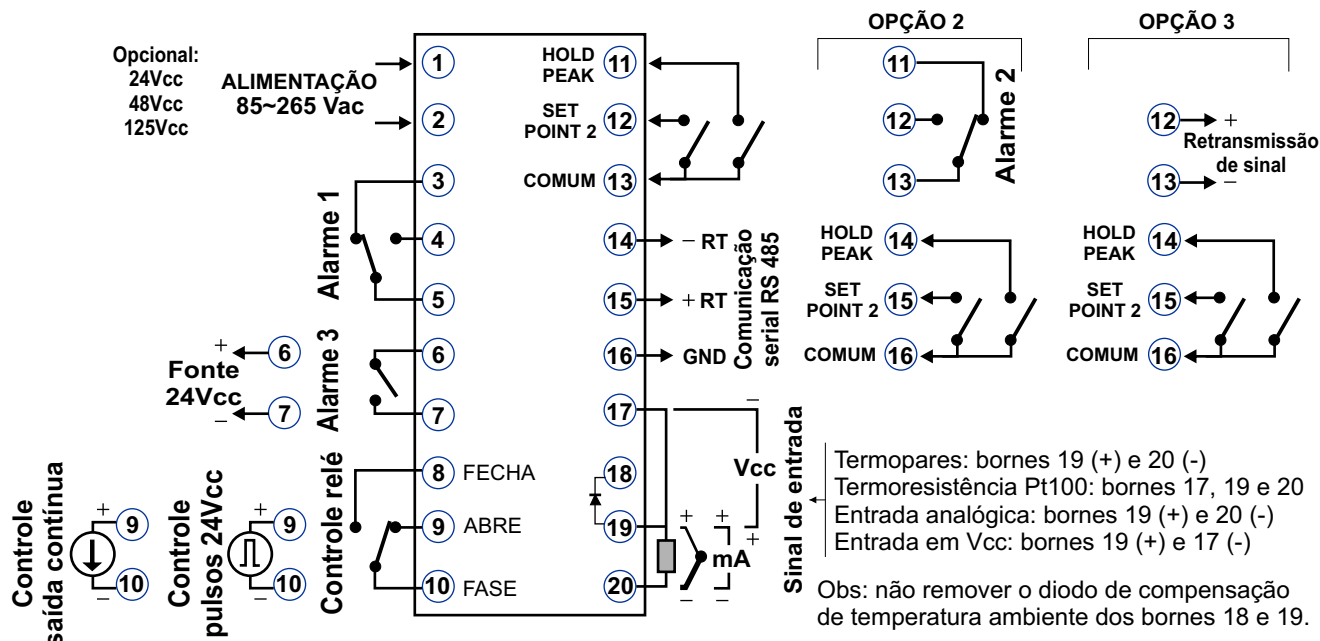 OPÇÃO 2
OPÇÃO 3
Opcional:
24Vcc
48Vcc
125Vcc
ALIMENTAÇÃO
85~265 Vac
1
2
3
4
5
6
7
8 FECHA
9 ABRE
10 FASE
Alarme 1
Alarme 3
Controle relé
+ 6
Fonte
24Vcc
− 7
Controle
saída contínua
+ 9
− 10
Controle
pulsos 24Vcc
+ 9
− 10
HOLD
PEAK 11
SET
POINT 2 12
COMUM 13
14 − RT
15 + RT
16 GND
Comunicação
serial RS 485
17 −
18 Vcc
19 + + +
mA
20 − −
Sinal de entrada
11
12
13
Alarme 2
HOLD
PEAK 14
SET
POINT 2 15
COMUM 16
12 +
Retransmissão
de sinal
13 −
HOLD
PEAK 14
SET
POINT 2 15
COMUM 16
Termopares: bornes 19 (+) e 20 (-)
Termoresistência Pt100: bornes 17, 19 e 20
Entrada analógica: bornes 19 (+) e 20 (-)
Entrada em Vcc: bornes 19 (+) e 17 (-)
Obs: não remover o diodo de compensação
de temperatura ambiente dos bornes 18 e 19.